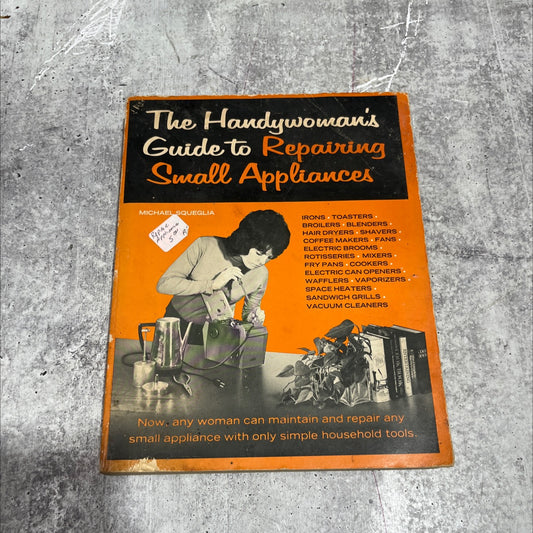 The Handywoman's
Guide to Repairing
Small Appliances
MICHAEL SQUEGLIA
IRONS • TOASTERS •
BROILERS • BLENDERS •
HAIR DRYERS • SHAVERS •
COFFEE MAKERS • FANS •
ELECTRIC BROOMS •
ROTISSERIES • MIXERS •
FRY PANS • COOKERS •
ELECTRIC CAN OPENERS •
WAFFLERS • VAPORIZERS •
SPACE HEATERS •
SANDWICH GRILLS •
VACUUM CLEANERS
Now, any woman can maintain and repair any
small appliance with only simple household tools.